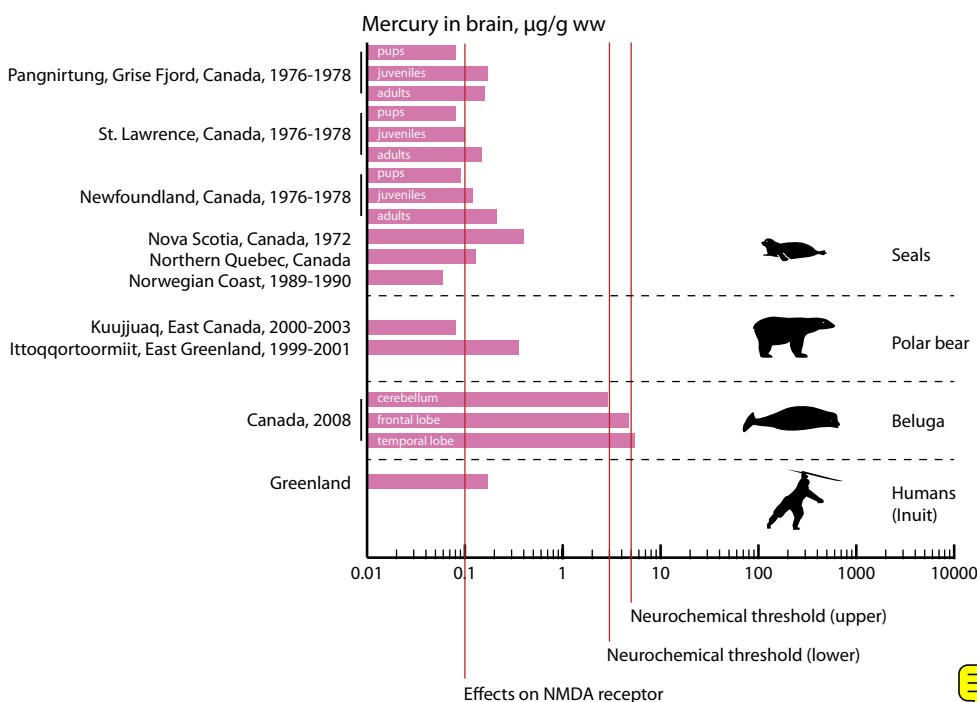 Mercury in brain, µg/g ww
pups
Pangnirtung, Grise Fjord, Canada, 1976-1978
juveniles
adults
pups
St. Lawrence, Canada, 1976-1978
juveniles
adults
pups
Newfoundland, Canada, 1976-1978
juveniles
adults
Nova Scotia, Canada, 1972
Northern Quebec, Canada
Seals
Norwegian Coast, 1989-1990
Kuujjuaq, East Canada, 2000-2003
Ittoqqortoormiit, East Greenland, 1999-2001
Polar bear
cerebellum
Canada, 2008
frontal lobe
Beluga
temporal lobe
Greenland
Humans
(Inuit)
0.01 0.1 1 10 100 1000 10000
Neurochemical threshold (upper)
Neurochemical threshold (lower)
Effects on NMDA receptor